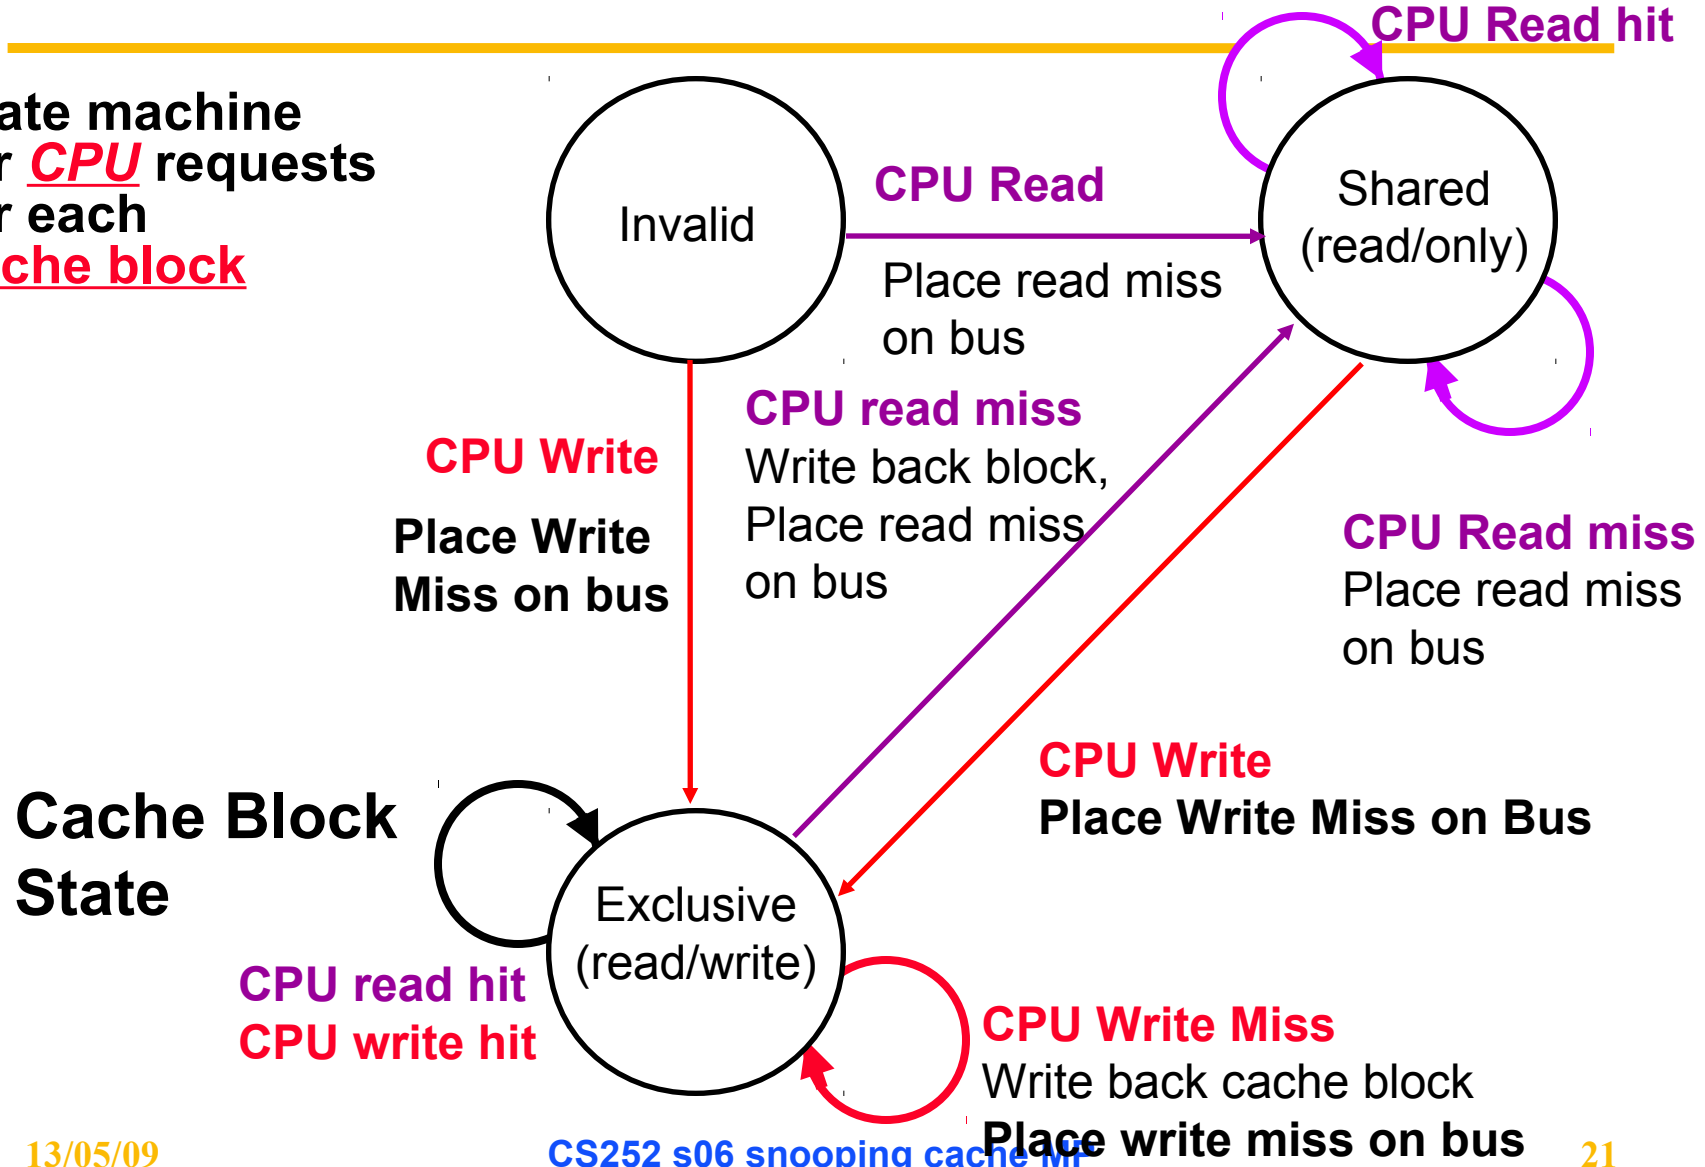 CPU Read hit
ate machine
r CPU requests
r each
che block
Invalid
CPU Read
Place read miss
on bus
Shared
(read/only)
CPU read miss
Write back block,
Place read miss
on bus
CPU Write
Place Write
Miss on bus
CPU Read miss
Place read miss
on bus
CPU Write
Place Write Miss on Bus
Cache Block
State
Exclusive
(read/write)
CPU read hit
CPU write hit
CPU Write Miss
Write back cache block
Place write miss on bus
13/05/09
CS252 s06 snooping cache MP
21